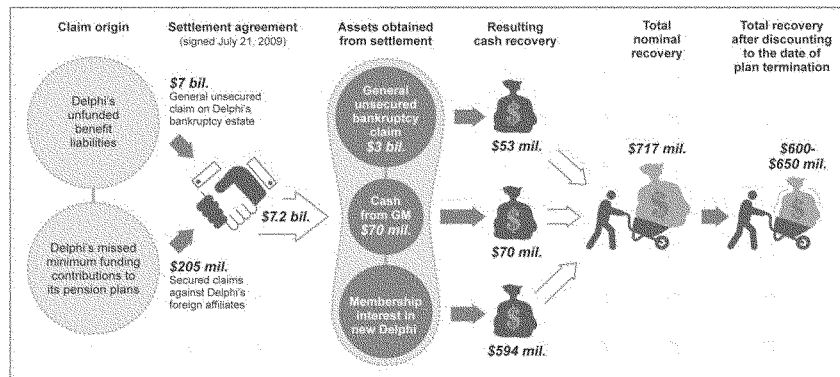 Claim origin
Settlement agreement
(signed July 21, 2009)
Assets obtained
from settlement
Resulting
cash recovery
Total
nominal
recovery
Total recovery
after discounting
to the date of
plan termination
Delphi's
unfunded
benefit
liabilities
Delphi's missed
minimum funding
contributions to
its pension plans
$7 bil.
General unsecured
claim on Delphi's
bankruptcy estate
$205 mil.
Secured claims
against Delphi's
foreign affiliates
$7.2 bil.
General
unsecured
bankruptcy
claim
$3 bil.
Cash
from GM
$70 mil.
Membership
interest in
new Delphi
$
$53 mil.
$
$70 mil.
$
$594 mil.
$717 mil.
$
$600-
$650 mil.
$